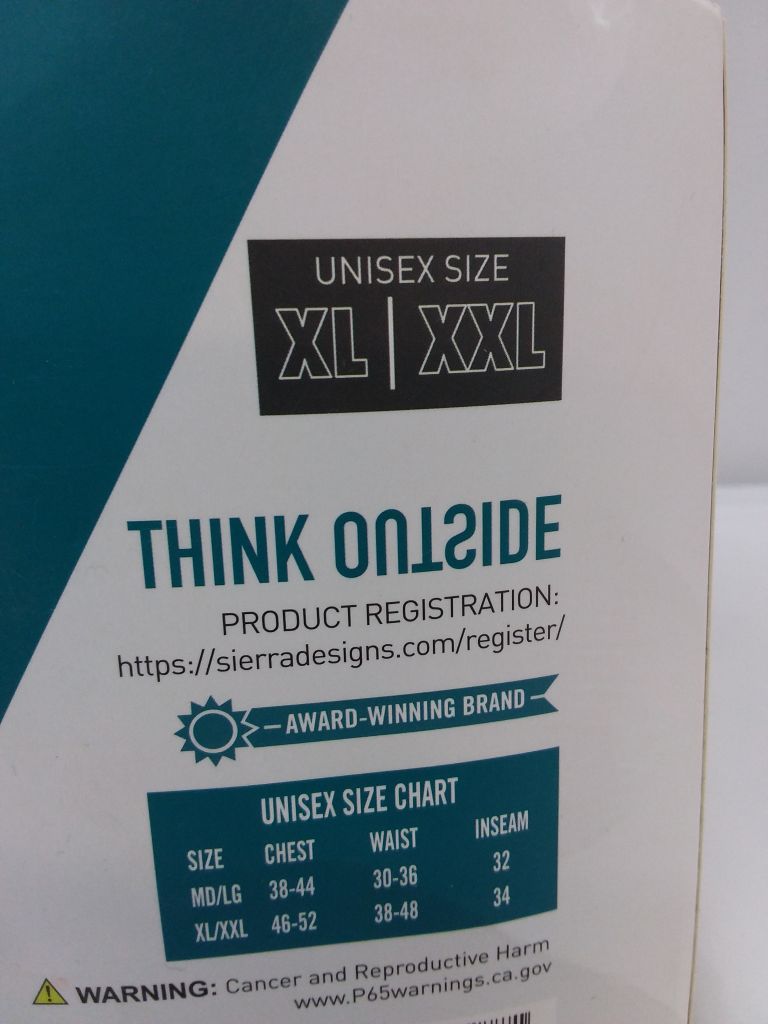 UNISEX SIZE
XL | XXL
THINK OUTSIDE
PRODUCT REGISTRATION:
https://sierradesigns.com/register/
AWARD-WINNING BRAND
UNISEX SIZE CHART
SIZE CHEST WAIST INSEAM
MD/LG 38-44 30-36 32
XL/XXL 46-52 38-48 34
WARNING: Cancer and Reproductive Harm
www.P65warnings.ca.gov